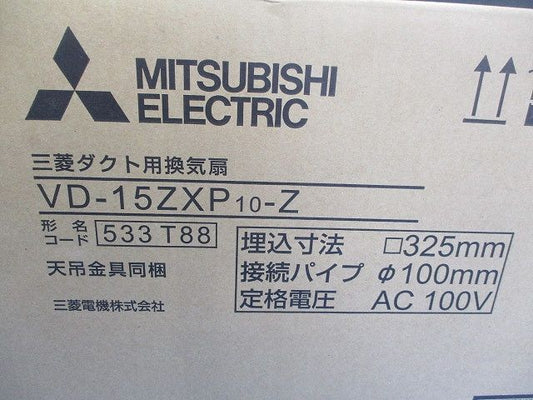 MITSUBISHI
ELECTRIC
三菱ダクト用換気扇
VD-15ZXP10-Z
形名コード 533T88
天吊金具同梱
三菱電機株式会社
埋込寸法 □325mm
接続パイプ φ100mm
定格電圧 AC 100V